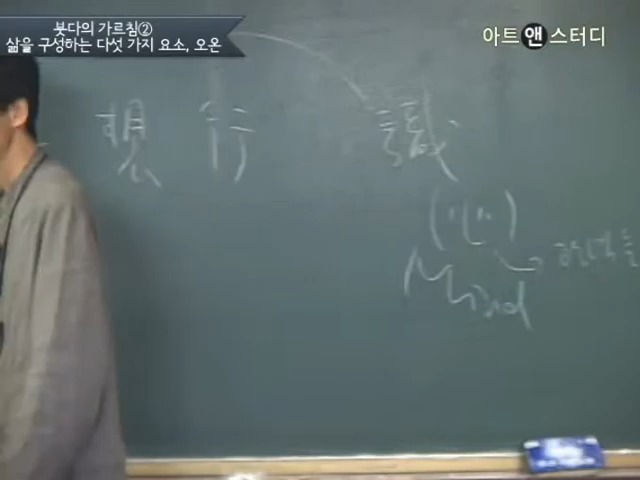 붓다의 가르침②
삶을 구성하는 다섯 가지 요소, 오온
아트앤스터디
想 行 識
(心)
Mind